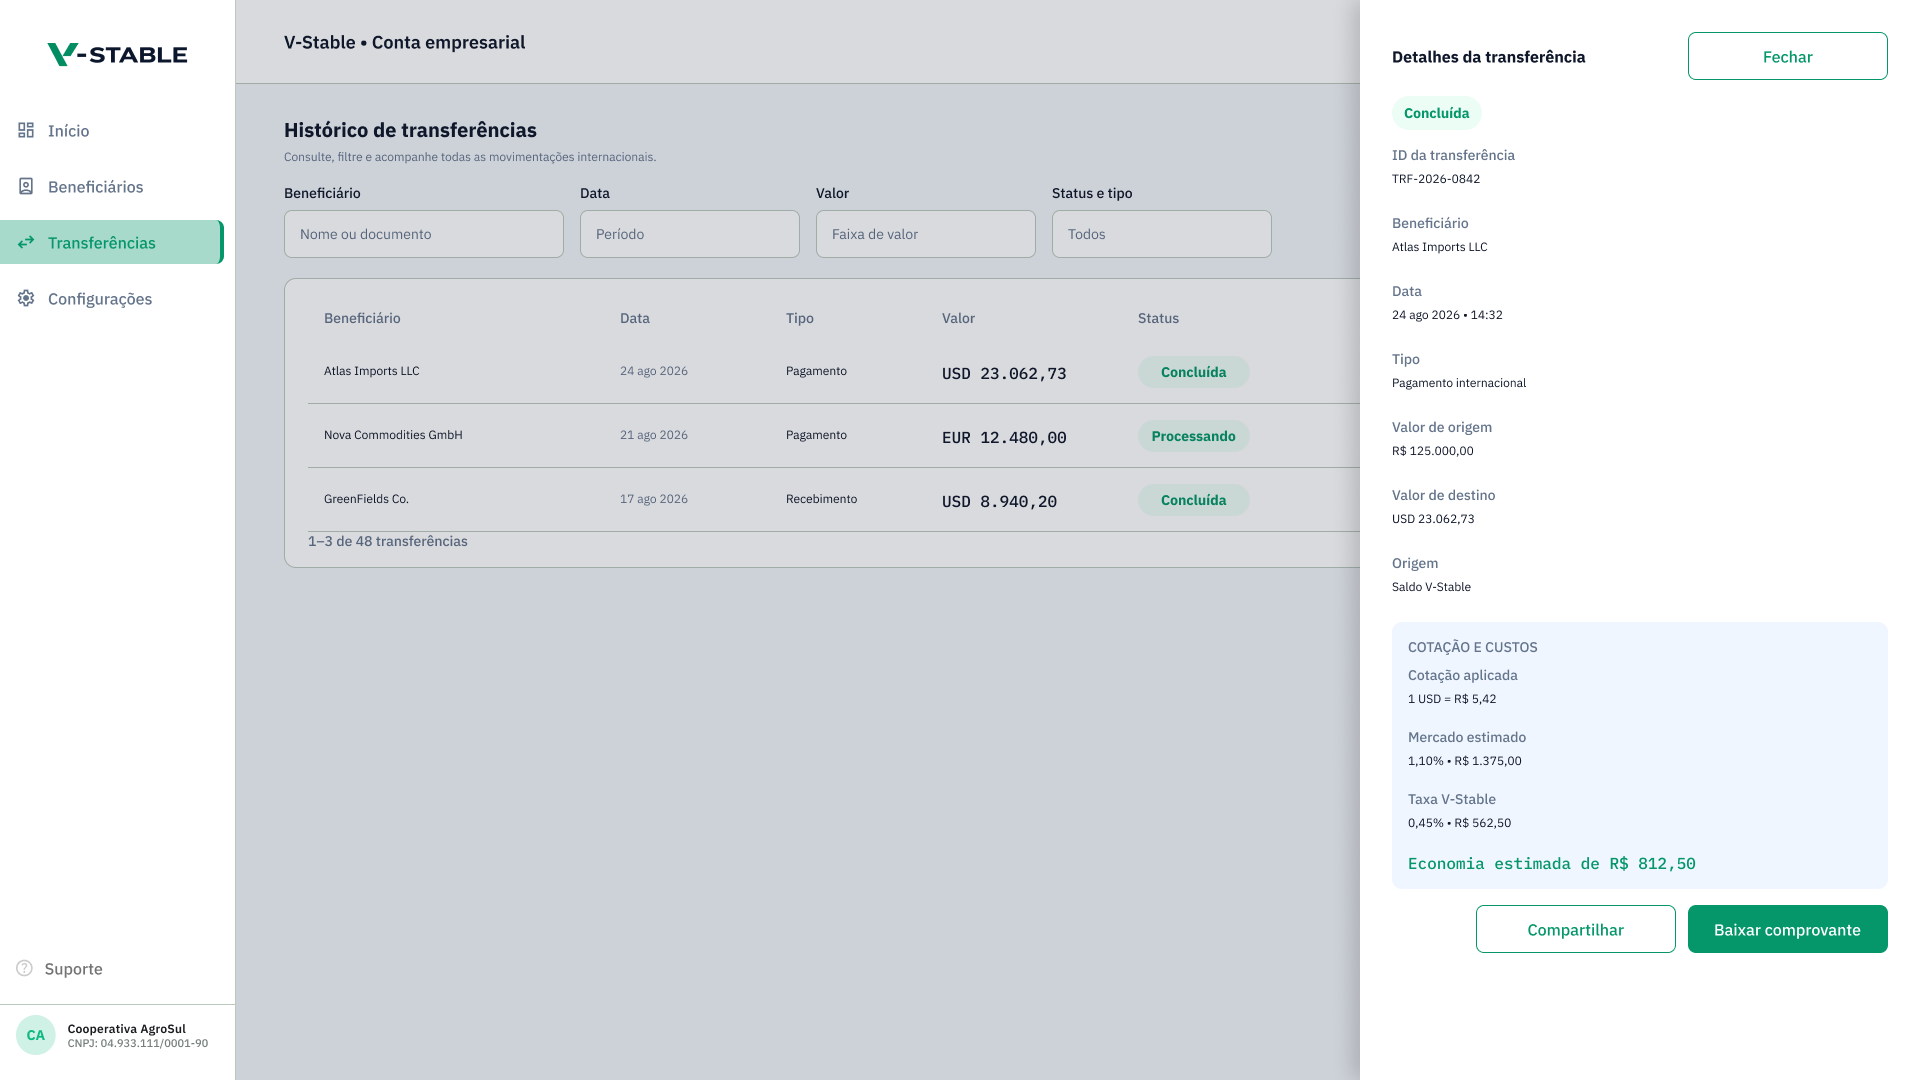 V-STABLE
Início
Beneficiários
Transferências
Configurações
Suporte
CA
Cooperativa AgroSul
CNPJ: 04.933.111/0001-90
V-Stable • Conta empresarial
Histórico de transferências
Consulte, filtre e acompanhe todas as movimentações internacionais.
Beneficiário Data Valor Status e tipo
Nome ou documento Período Faixa de valor Todos
Beneficiário Data Tipo Valor Status
Atlas Imports LLC 24 ago 2026 Pagamento USD 23.062,73 Concluída
Nova Commodities GmbH 21 ago 2026 Pagamento EUR 12.480,00 Processando
GreenFields Co. 17 ago 2026 Recebimento USD 8.940,20 Concluída
1–3 de 48 transferências
Detalhes da transferência
Fechar
Concluída
ID da transferência
TRF-2026-0842
Beneficiário
Atlas Imports LLC
Data
24 ago 2026 • 14:32
Tipo
Pagamento internacional
Valor de origem
R$ 125.000,00
Valor de destino
USD 23.062,73
Origem
Saldo V-Stable
COTAÇÃO E CUSTOS
Cotação aplicada
1 USD = R$ 5,42
Mercado estimado
1,10% • R$ 1.375,00
Taxa V-Stable
0,45% • R$ 562,50
Economia estimada de R$ 812,50
Compartilhar
Baixar comprovante